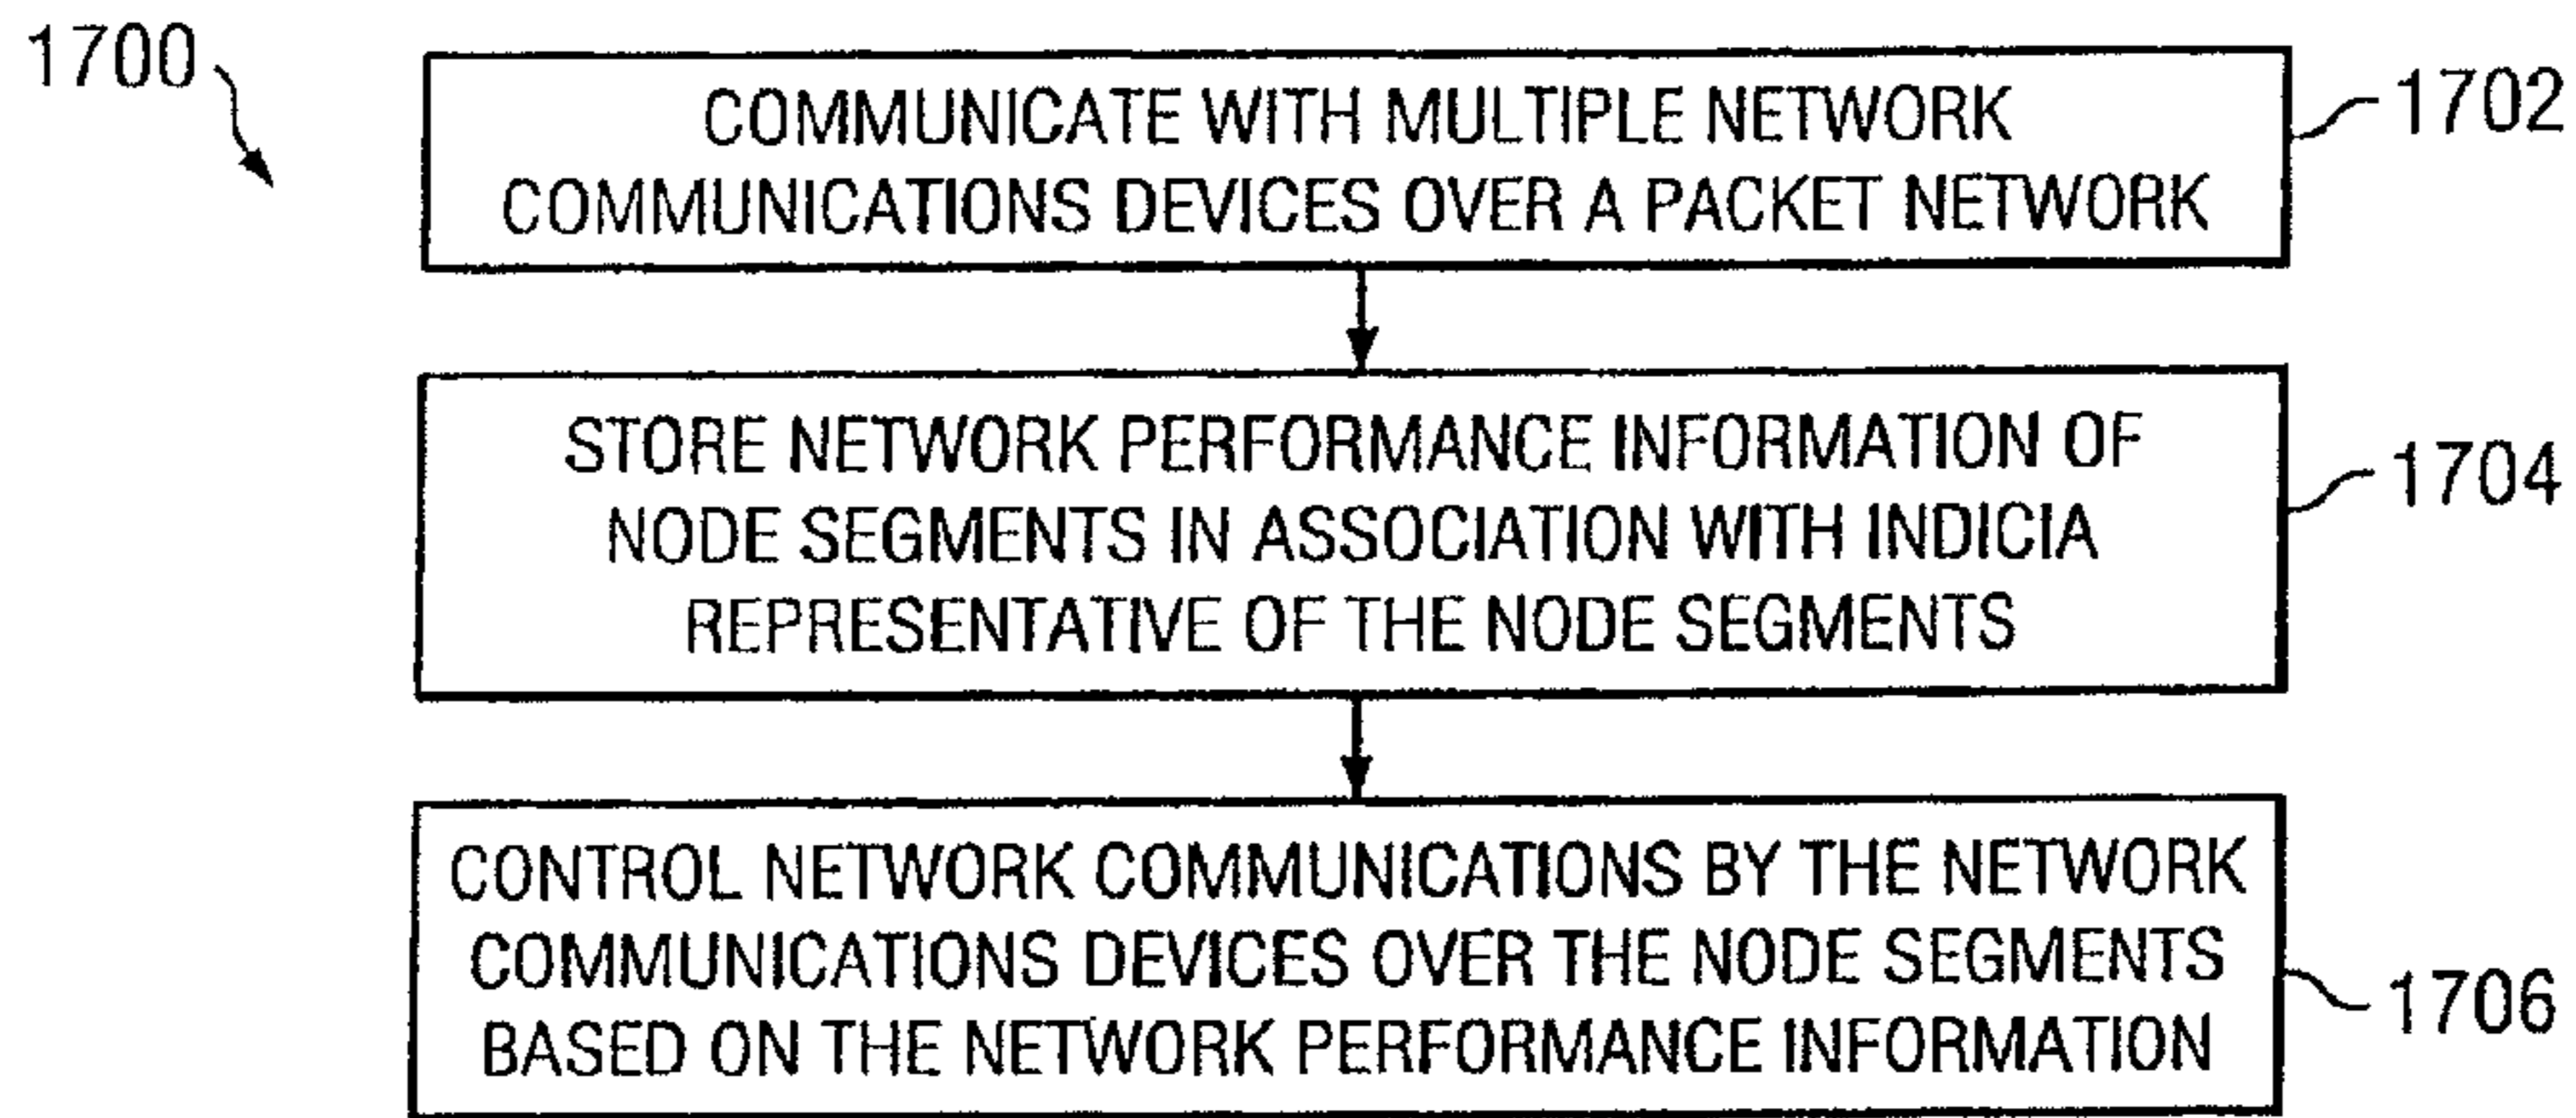 1700
COMMUNICATE WITH MULTIPLE NETWORK
COMMUNICATIONS DEVICES OVER A PACKET NETWORK
1702
STORE NETWORK PERFORMANCE INFORMATION OF
NODE SEGMENTS IN ASSOCIATION WITH INDICIA
REPRESENTATIVE OF THE NODE SEGMENTS
1704
CONTROL NETWORK COMMUNICATIONS BY THE NETWORK
COMMUNICATIONS DEVICES OVER THE NODE SEGMENTS
BASED ON THE NETWORK PERFORMANCE INFORMATION
1706